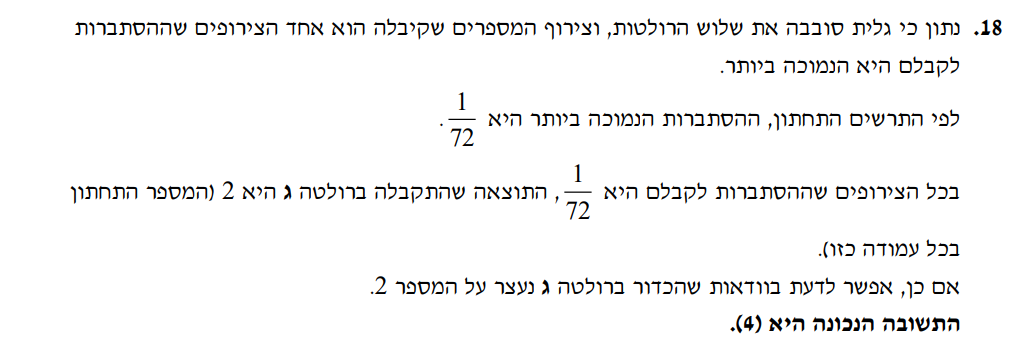 18. נתון כי גלית סובבה את שלוש הרולטות, וצירוף המספרים שקיבלה הוא אחד הצירופים שההסתברות
לקבלם היא הנמוכה ביותר.
לפי התרשים התחתון, ההסתברות הנמוכה ביותר היא 1/72.
בכל הצירופים שההסתברות לקבלם היא 1/72, התוצאה שהתקבלה ברולטה ג היא 2 (המספר התחתון
בכל עמודה כזו).
אם כן, אפשר לדעת בוודאות שהכדור ברולטה ג נעצר על המספר 2.
התשובה הנכונה היא (4).